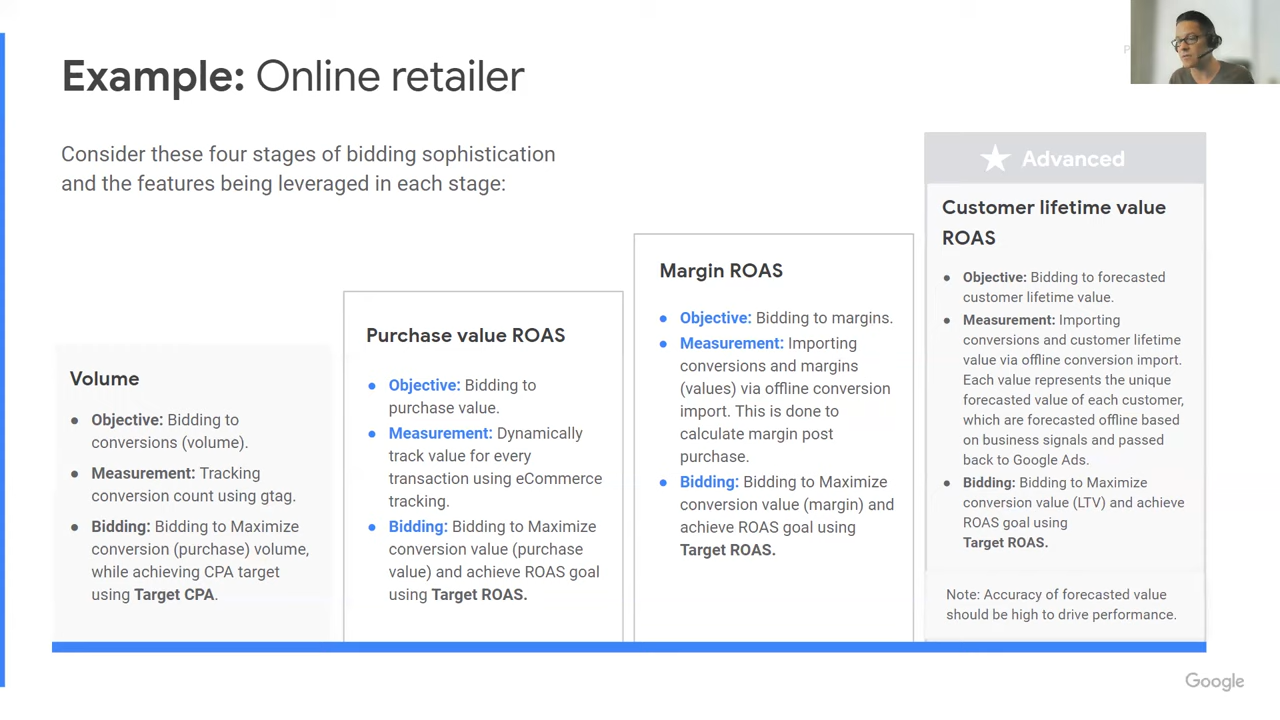 Example: Online retailer
Consider these four stages of bidding sophistication
and the features being leveraged in each stage:
Volume
● Objective: Bidding to
conversions (volume).
● Measurement: Tracking
conversion count using gtag.
● Bidding: Bidding to Maximize
conversion (purchase) volume,
while achieving CPA target
using Target CPA.
Purchase value ROAS
● Objective: Bidding to
purchase value.
● Measurement: Dynamically
track value for every
transaction using eCommerce
tracking.
● Bidding: Bidding to Maximize
conversion value (purchase
value) and achieve ROAS goal
using Target ROAS.
Margin ROAS
● Objective: Bidding to margins.
● Measurement: Importing
conversions and margins
(values) via offline conversion
import. This is done to
calculate margin post
purchase.
● Bidding: Bidding to Maximize
conversion value (margin) and
achieve ROAS goal using
Target ROAS.
★ Advanced
Customer lifetime value
ROAS
● Objective: Bidding to forecasted
customer lifetime value.
● Measurement: Importing
conversions and customer lifetime
value via offline conversion import.
Each value represents the unique
forecasted value of each customer,
which are forecasted offline based
on business signals and passed
back to Google Ads.
● Bidding: Bidding to Maximize
conversion value (LTV) and achieve
ROAS goal using
Target ROAS.
Note: Accuracy of forecasted value
should be high to drive performance.
Google